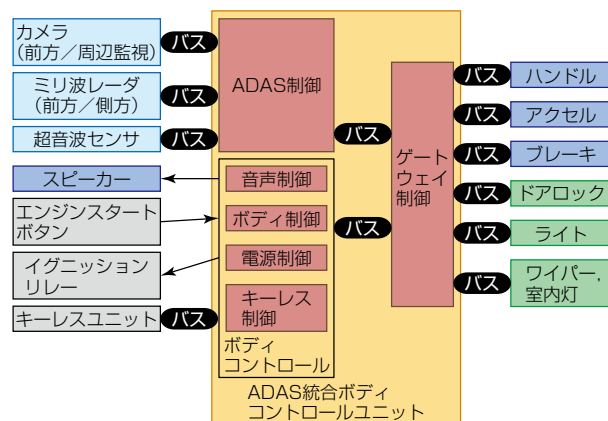 カメラ
(前方／周辺監視)
バス
ミリ波レーダ
(前方／側方)
バス
超音波センサ
バス
スピーカー
エンジンスタート
ボタン
イグニッション
リレー
キーレスユニット
バス
ADAS制御
音声制御
ボディ制御
電源制御
キーレス
制御
ボディ
コントロール
バス
バス
ゲート
ウェイ
制御
ADAS統合ボディ
コントロールユニット
バス
ハンドル
バス
アクセル
バス
ブレーキ
バス
ドアロック
バス
ライト
バス
ワイパー,
室内灯